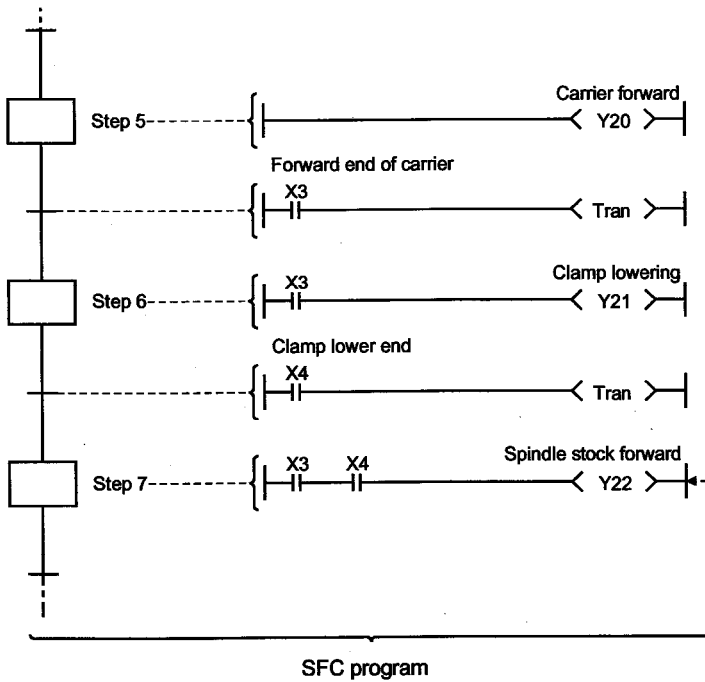 Carrier forward
Step 5
Y20
Forward end of carrier
X3
Tran
Clamp lowering
X3
Step 6
Y21
Clamp lower end
X4
Tran
Spindle stock forward
X3 X4
Step 7
Y22
SFC program